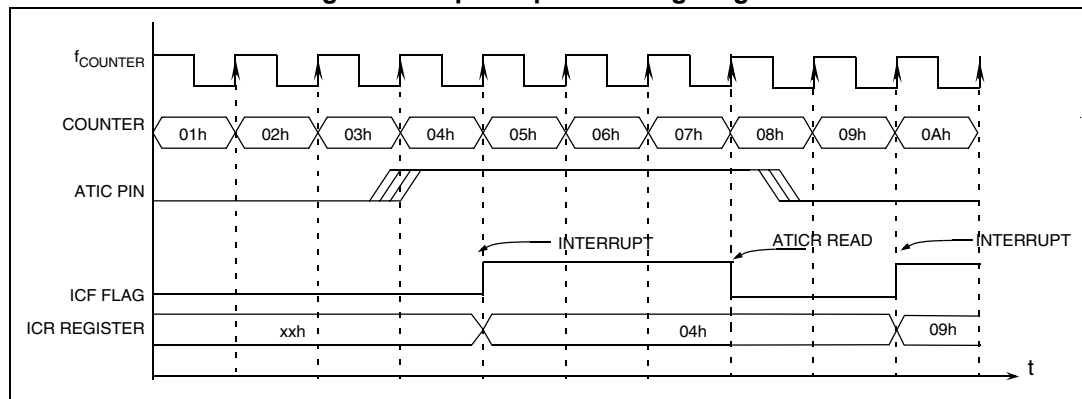 fCOUNTER
COUNTER 01h 02h 03h 04h 05h 06h 07h 08h 09h 0Ah
ATIC PIN
INTERRUPT ATICR READ INTERRUPT
ICF FLAG
ICR REGISTER xxh 04h 09h
t